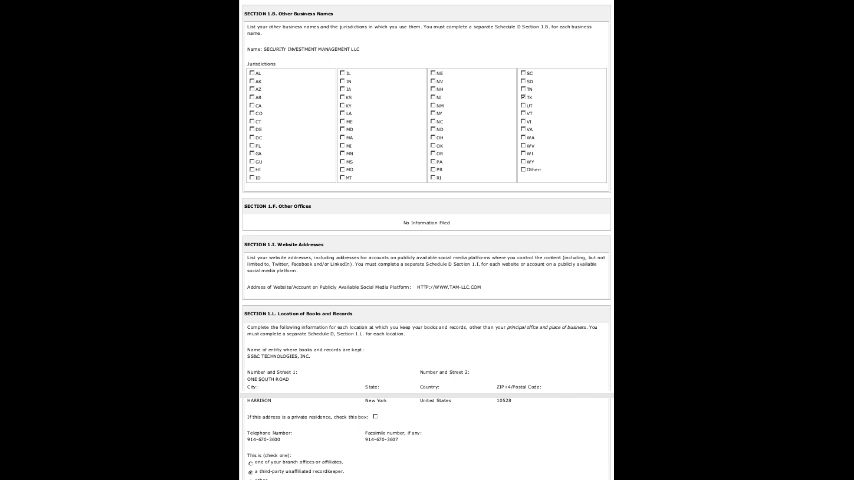 SECTION 1.B. Other Business Names
List your other business names and the jurisdictions in which you use them. You must complete a separate Schedule D Section 1.B. for each business
name.
Name: SECURITY INVESTMENT MANAGEMENT LLC
Jurisdictions
AL IL NE SC
AK IN NV SD
AZ IA NH TN
AR KS NJ TX
CA KY NM UT
CO LA NY VT
CT ME NC VI
DE MD ND VA
DC MA OH WA
FL MI OK WV
GA MN OR WI
GU MS PA WY
HI MO PR Other:
ID MT RI
SECTION 1.F. Other Offices
No Information Filed
SECTION 1.I. Website Addresses
List your website addresses, including addresses for accounts on publicly available social media platforms where you control the content (including, but not
limited to, Twitter, Facebook and/or LinkedIn). You must complete a separate Schedule D Section 1.I. for each website or account on a publicly available
social media platform.
Address of Website/Account on Publicly Available Social Media Platform: HTTP://WWW.TAM-LLC.COM
SECTION 1.L. Location of Books and Records
Complete the following information for each location at which you keep your books and records, other than your principal office and place of business. You
must complete a separate Schedule D, Section 1.L. for each location.
Name of entity where books and records are kept:
SS&C TECHNOLOGIES, INC.
Number and Street 1: Number and Street 2:
ONE SOUTH ROAD
City: State: Country: ZIP+4/Postal Code:
HARRISON New York United States 10528
If this address is a private residence, check this box:
Telephone Number: Facsimile number, if any:
914-670-3600 914-670-3607
This is (check one):
one of your branch offices or affiliates.
a third-party unaffiliated recordkeeper.
other.